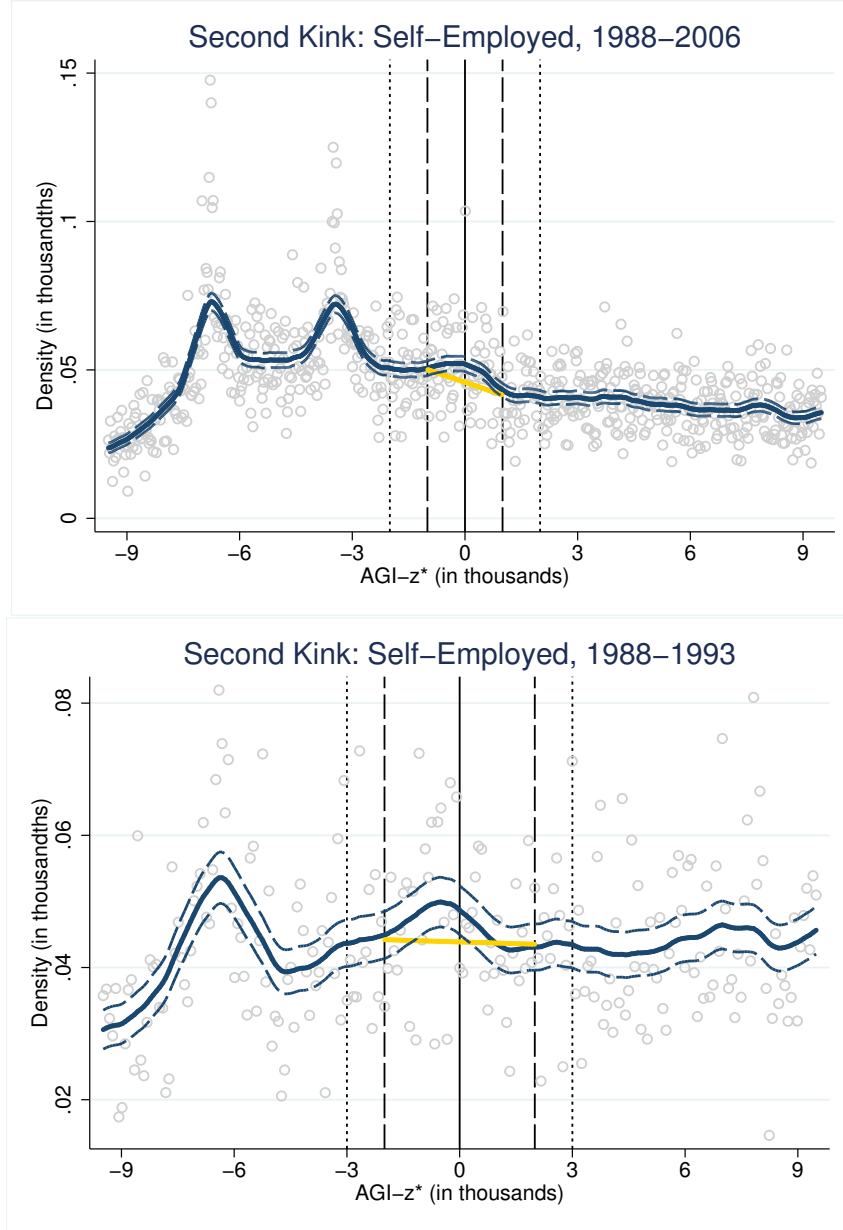 Second Kink: Self−Employed, 1988−2006
Density (in thousandths)
.15
.1
.05
0
−9 −6 −3 0 3 6 9
AGI−z* (in thousands)
Second Kink: Self−Employed, 1988−1993
Density (in thousandths)
.08
.06
.04
.02
−9 −6 −3 0 3 6 9
AGI−z* (in thousands)